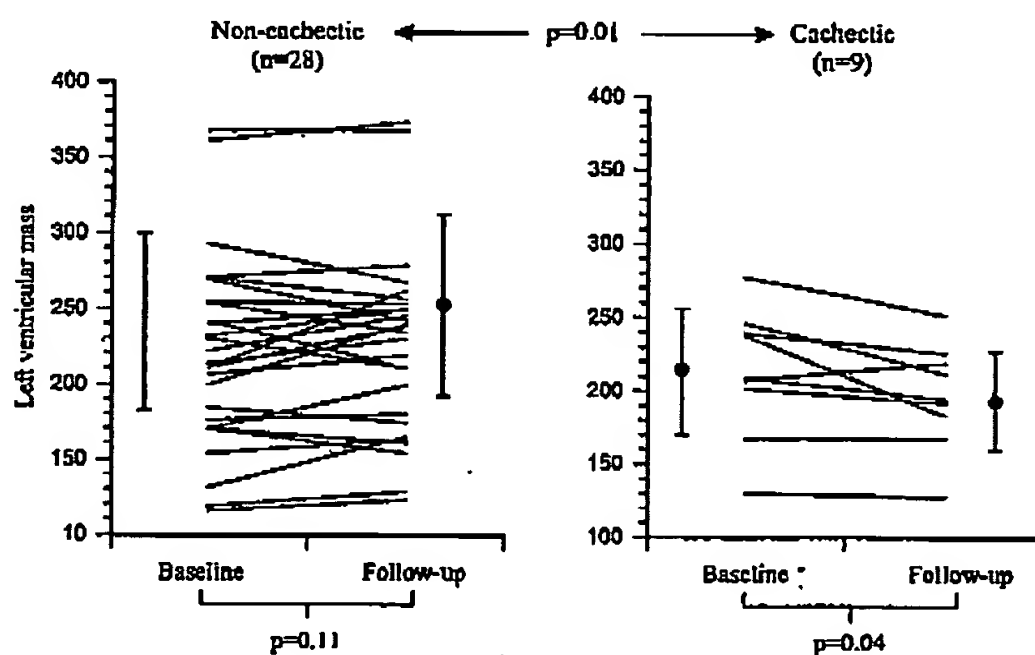 Non-cachectic
(n=28)
p=0.01
Cachectic
(n=9)
Left ventricular mass
400
350
300
250
200
150
10
Baseline
Follow-up
p=0.11
400
350
300
250
200
150
100
Baseline
Follow-up
p=0.04